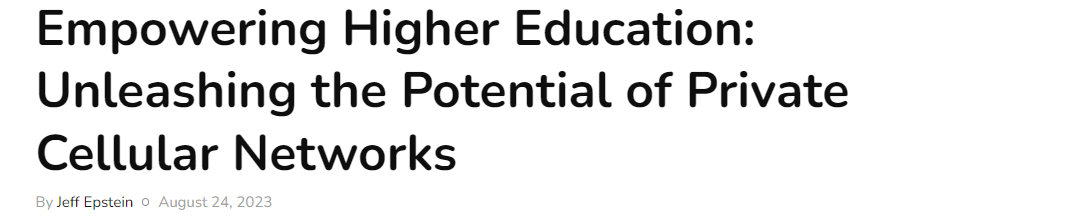 Empowering Higher Education:
Unleashing the Potential of Private
Cellular Networks
By Jeff Epstein o August 24, 2023